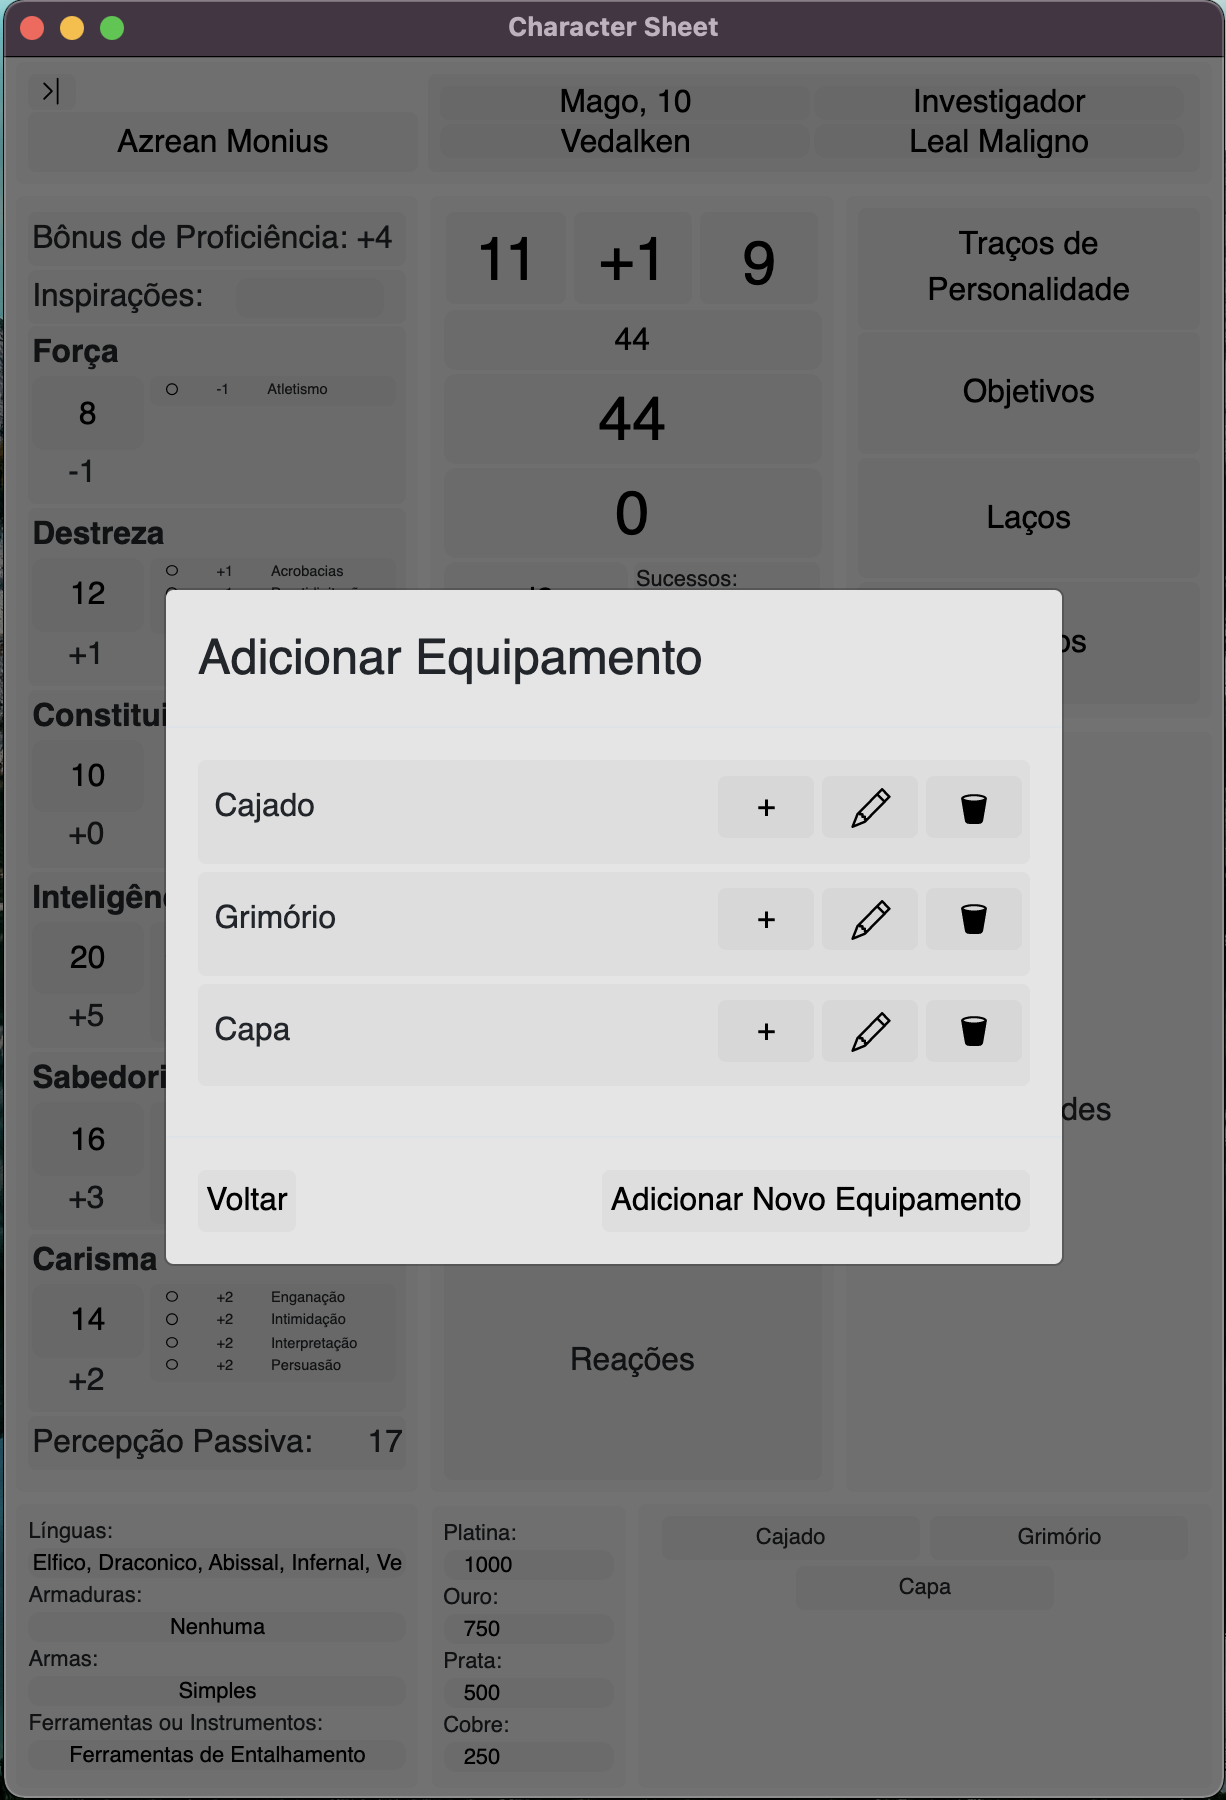 Character Sheet
>|
Azrean Monius
Mago, 10
Investigador
Vedalken
Leal Maligno
Bônus de Proficiência: +4
Inspirações:
Força
8
-1
-1 Atletismo
Destreza
12
+1
+1 Acrobacias
Constitui
10
+0
Inteligên
20
+5
Sabedori
16
+3
Carisma
14
+2
+2 Enganação
+2 Intimidação
+2 Interpretação
+2 Persuasão
Percepção Passiva: 17
11 +1 9
44
44
0
Sucessos:
Traços de
Personalidade
Objetivos
Laços
os
des
Adicionar Equipamento
Cajado +
Grimório +
Capa +
Voltar
Adicionar Novo Equipamento
Reações
Línguas:
Elfico, Draconico, Abissal, Infernal, Ve
Armaduras:
Nenhuma
Armas:
Simples
Ferramentas ou Instrumentos:
Ferramentas de Entalhamento
Platina:
1000
Ouro:
750
Prata:
500
Cobre:
250
Cajado
Grimório
Capa